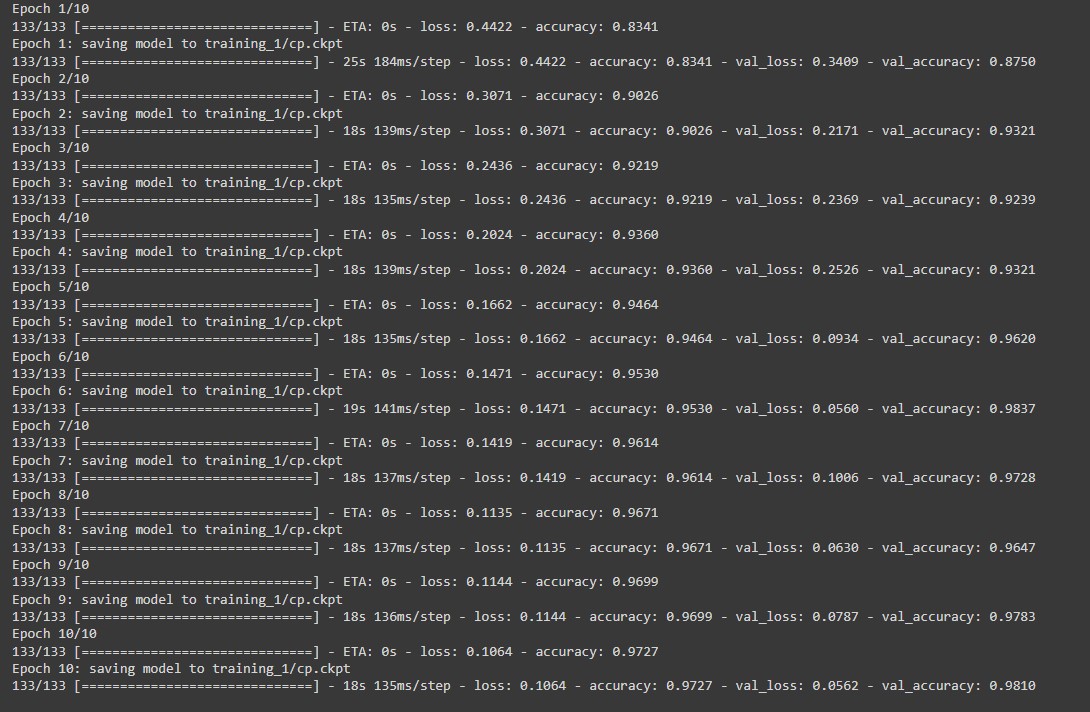 Epoch 1/10
133/133 [==============================] - ETA: 0s - loss: 0.4422 - accuracy: 0.8341
Epoch 1: saving model to training_1/cp.ckpt
133/133 [==============================] - 25s 184ms/step - loss: 0.4422 - accuracy: 0.8341 - val_loss: 0.3409 - val_accuracy: 0.8750
Epoch 2/10
133/133 [==============================] - ETA: 0s - loss: 0.3071 - accuracy: 0.9026
Epoch 2: saving model to training_1/cp.ckpt
133/133 [==============================] - 18s 139ms/step - loss: 0.3071 - accuracy: 0.9026 - val_loss: 0.2171 - val_accuracy: 0.9321
Epoch 3/10
133/133 [==============================] - ETA: 0s - loss: 0.2436 - accuracy: 0.9219
Epoch 3: saving model to training_1/cp.ckpt
133/133 [==============================] - 18s 135ms/step - loss: 0.2436 - accuracy: 0.9219 - val_loss: 0.2369 - val_accuracy: 0.9239
Epoch 4/10
133/133 [==============================] - ETA: 0s - loss: 0.2024 - accuracy: 0.9360
Epoch 4: saving model to training_1/cp.ckpt
133/133 [==============================] - 18s 139ms/step - loss: 0.2024 - accuracy: 0.9360 - val_loss: 0.2526 - val_accuracy: 0.9321
Epoch 5/10
133/133 [==============================] - ETA: 0s - loss: 0.1662 - accuracy: 0.9464
Epoch 5: saving model to training_1/cp.ckpt
133/133 [==============================] - 18s 135ms/step - loss: 0.1662 - accuracy: 0.9464 - val_loss: 0.0934 - val_accuracy: 0.9620
Epoch 6/10
133/133 [==============================] - ETA: 0s - loss: 0.1471 - accuracy: 0.9530
Epoch 6: saving model to training_1/cp.ckpt
133/133 [==============================] - 19s 141ms/step - loss: 0.1471 - accuracy: 0.9530 - val_loss: 0.0560 - val_accuracy: 0.9837
Epoch 7/10
133/133 [==============================] - ETA: 0s - loss: 0.1419 - accuracy: 0.9614
Epoch 7: saving model to training_1/cp.ckpt
133/133 [==============================] - 18s 137ms/step - loss: 0.1419 - accuracy: 0.9614 - val_loss: 0.1006 - val_accuracy: 0.9728
Epoch 8/10
133/133 [==============================] - ETA: 0s - loss: 0.1135 - accuracy: 0.9671
Epoch 8: saving model to training_1/cp.ckpt
133/133 [==============================] - 18s 137ms/step - loss: 0.1135 - accuracy: 0.9671 - val_loss: 0.0630 - val_accuracy: 0.9647
Epoch 9/10
133/133 [==============================] - ETA: 0s - loss: 0.1144 - accuracy: 0.9699
Epoch 9: saving model to training_1/cp.ckpt
133/133 [==============================] - 18s 136ms/step - loss: 0.1144 - accuracy: 0.9699 - val_loss: 0.0787 - val_accuracy: 0.9783
Epoch 10/10
133/133 [==============================] - ETA: 0s - loss: 0.1064 - accuracy: 0.9727
Epoch 10: saving model to training_1/cp.ckpt
133/133 [==============================] - 18s 135ms/step - loss: 0.1064 - accuracy: 0.9727 - val_loss: 0.0562 - val_accuracy: 0.9810